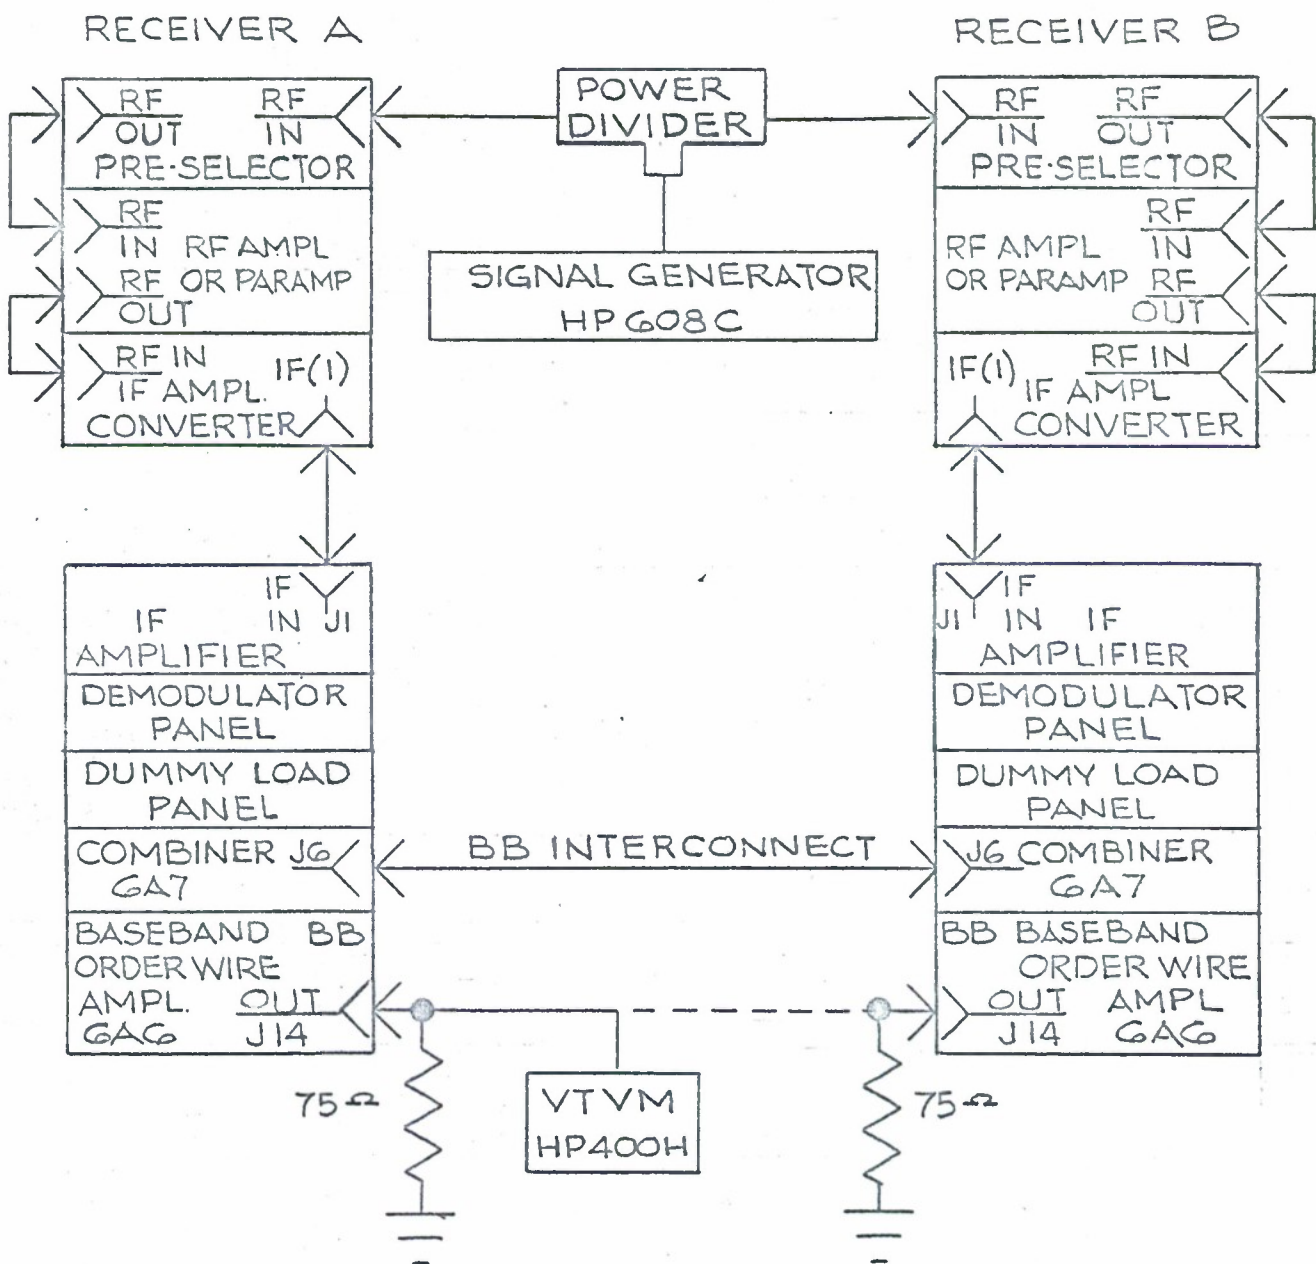 RECEIVER A
RF OUT
RF IN
PRE-SELECTOR
RF IN
RF AMPL
OR PARAMP
RF OUT
RF IN
IF AMPL.
CONVERTER
IF(1)
POWER
DIVIDER
SIGNAL GENERATOR
HP 608C
RECEIVER B
RF IN
RF OUT
PRE-SELECTOR
RF IN
RF AMPL
OR PARAMP
RF OUT
IF(1)
RF IN
IF AMPL
CONVERTER
IF IN
J1
IF
AMPLIFIER
DEMODULATOR
PANEL
DUMMY LOAD
PANEL
COMBINER J6
6A7
BASEBAND BB
ORDER WIRE
AMPL. OUT
6A6 J14
BB INTERCONNECT
75Ω
VTVM
HP400H
75Ω
IF IN
J1
IF
AMPLIFIER
DEMODULATOR
PANEL
DUMMY LOAD
PANEL
J6 COMBINER
6A7
BB BASEBAND
ORDER WIRE
OUT AMPL
J14 6A6